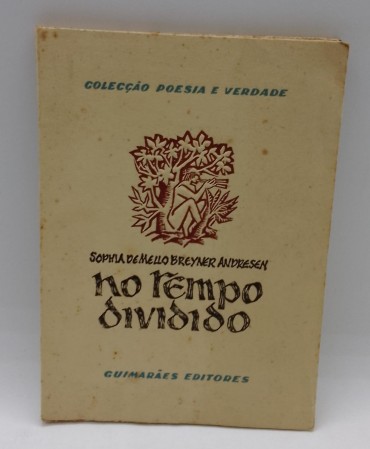 COLECÇÃO POESIA E VERDADE
SOPHIA DE MELLO BREYNER ANDRESEN
NO TEMPO
DIVIDIDO
GUIMARÃES EDITORES